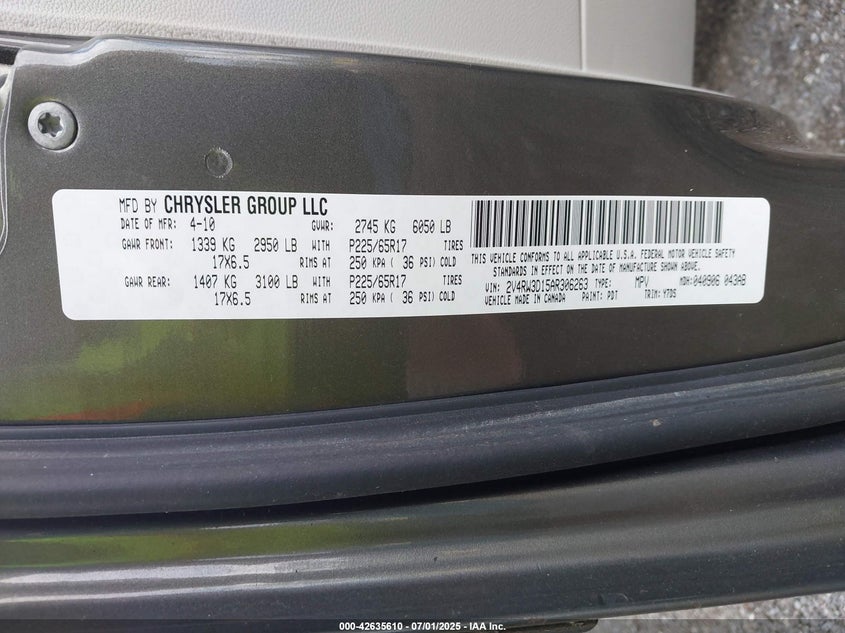 MFD BY CHRYSLER GROUP LLC
DATE OF MFR: 4-10 GVWR: 2745 KG 6050 LB
GAWR FRONT: 1339 KG 2950 LB WITH P225/65R17 TIRES
17X6.5 RIMS AT 250 KPA ( 36 PSI) COLD
GAWR REAR: 1407 KG 3100 LB WITH P225/65R17 TIRES
17X6.5 RIMS AT 250 KPA ( 36 PSI) COLD
THIS VEHICLE CONFORMS TO ALL APPLICABLE U.S.A. FEDERAL MOTOR VEHICLE SAFETY
STANDARDS IN EFFECT ON THE DATE OF MANUFACTURE SHOWN ABOVE.
VIN: 2V4RW3D15AR306263 TYPE: MPV MDH: 040906 043AB
VEHICLE MADE IN CANADA PAINT: PDT TRIM: YTDS
000-42635610 / 07/01/2025 - IAA Inc.